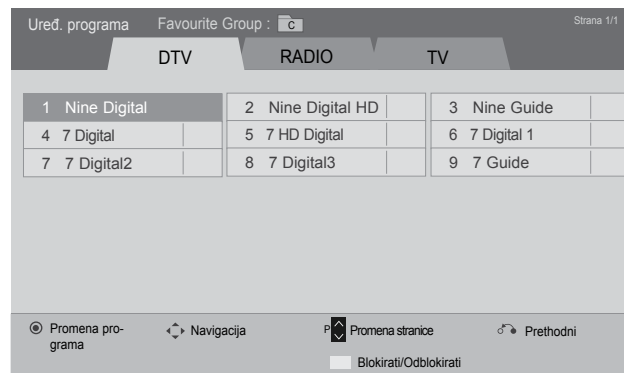 Uređ. programa Favourite Group : C Strana 1/1
DTV RADIO TV
1 Nine Digital 2 Nine Digital HD 3 Nine Guide
4 7 Digital 5 7 HD Digital 6 7 Digital 1
7 7 Digital2 8 7 Digital3 9 7 Guide
Promena pro- Navigacija P Promena stranice Prethodni
grama
Blokirati/Odblokirati